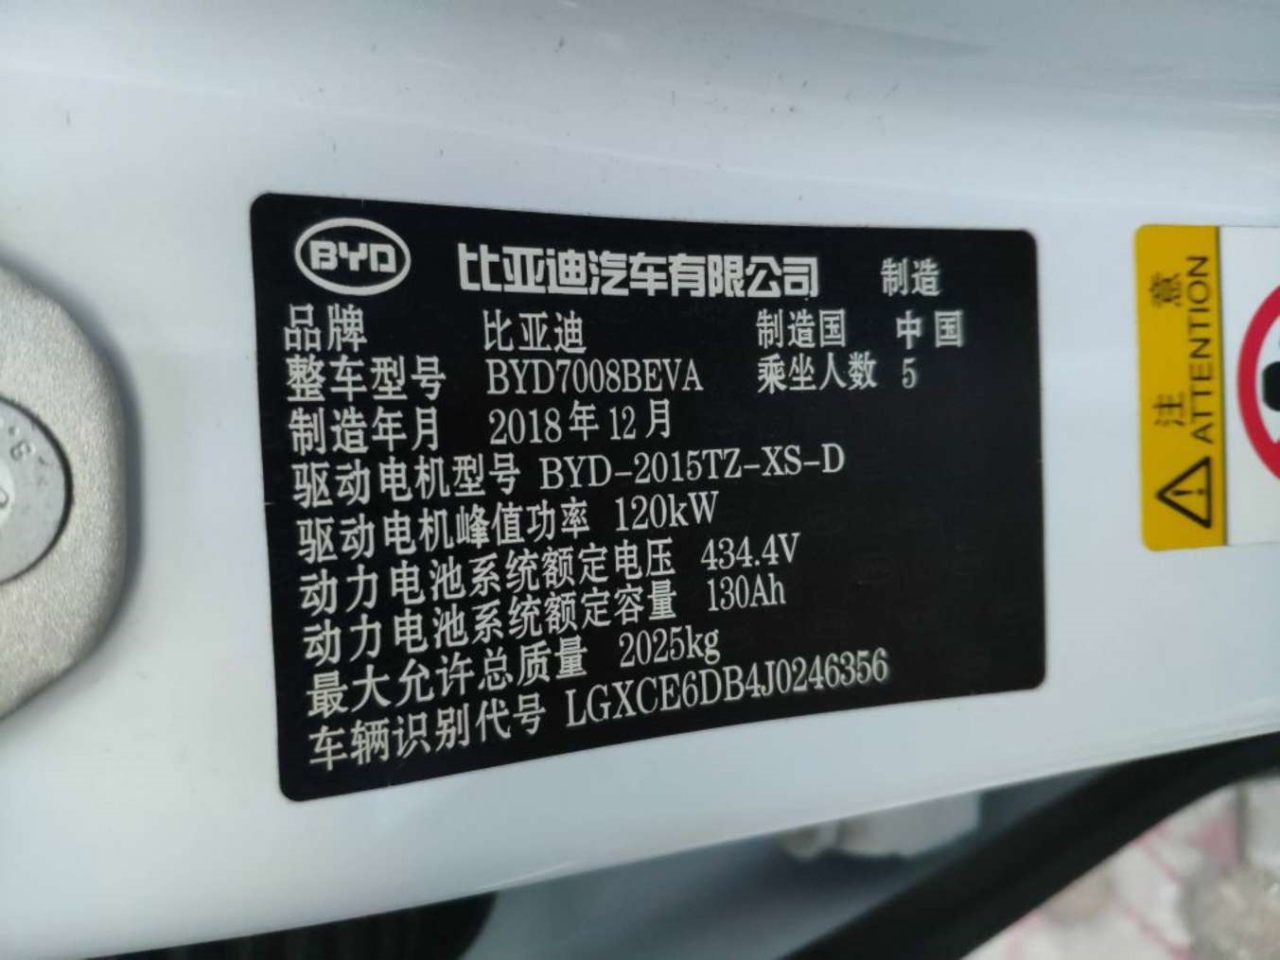 BYD 比亚迪汽车有限公司 制造
品牌 比亚迪 制造国 中国
整车型号 BYD7008BEVA 乘坐人数 5
制造年月 2018年12月
驱动电机型号 BYD-2015TZ-XS-D
驱动电机峰值功率 120kW
动力电池系统额定电压 434.4V
动力电池系统额定容量 130Ah
最大允许总质量 2025kg
车辆识别代号 LGXCE6DB4J0246356
注意
ATTENTION